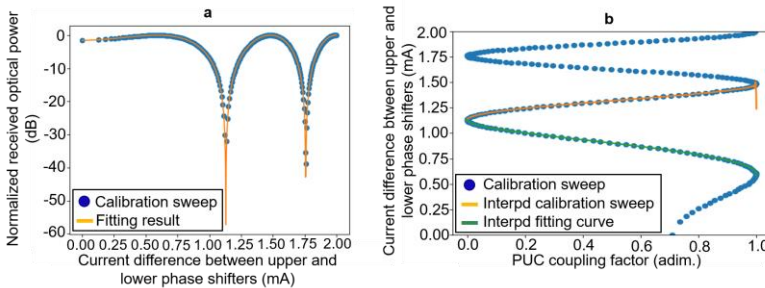 a
Normalized received optical power
(dB)
0
-10
-20
-30
-40
-50
-60
Calibration sweep
Fitting result
0.00 0.25 0.50 0.75 1.00 1.25 1.50 1.75 2.00
Current difference between upper and
lower phase shifters (mA)
b
Current difference btween upper and
lower phase shifters (mA)
2.00
1.75
1.50
1.25
1.00
0.75
0.50
0.25
0.00
Calibration sweep
Interpd calibration sweep
Interpd fitting curve
0.0 0.2 0.4 0.6 0.8 1.0
PUC coupling factor (adim.)